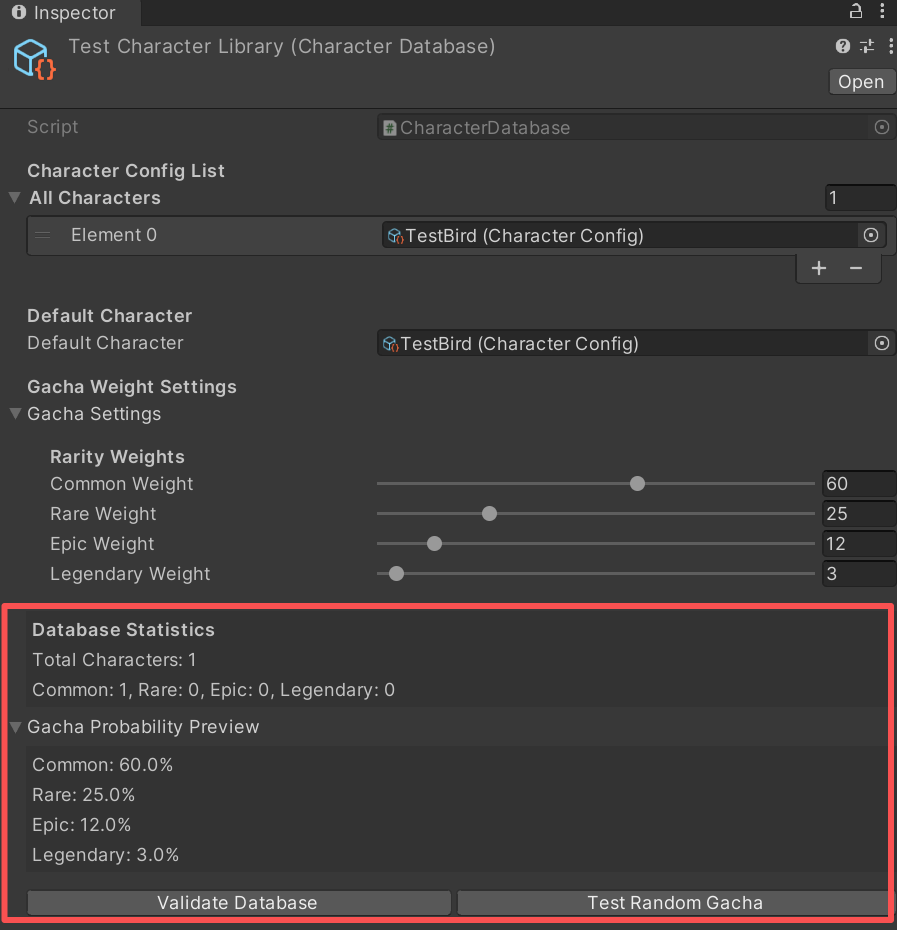 Inspector
Test Character Library (Character Database)
Open
Script CharacterDatabase
Character Config List
All Characters 1
Element 0 TestBird (Character Config)
+ −
Default Character
Default Character TestBird (Character Config)
Gacha Weight Settings
Gacha Settings
Rarity Weights
Common Weight 60
Rare Weight 25
Epic Weight 12
Legendary Weight 3
Database Statistics
Total Characters: 1
Common: 1, Rare: 0, Epic: 0, Legendary: 0
Gacha Probability Preview
Common: 60.0%
Rare: 25.0%
Epic: 12.0%
Legendary: 3.0%
Validate Database Test Random Gacha